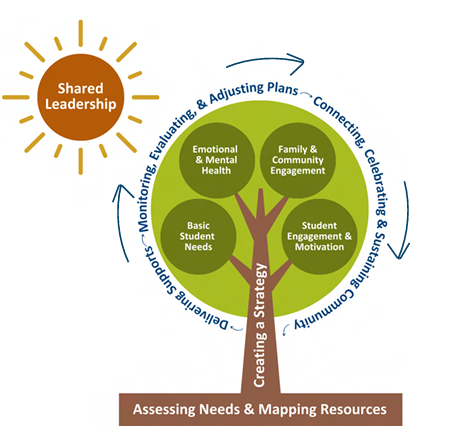 Shared
Leadership
Delivering Supports
Monitoring, Evaluating, & Adjusting Plans
Connecting, Celebrating & Sustaining Community
Emotional
& Mental
Health
Family &
Community
Engagement
Basic
Student
Needs
Student
Engagement &
Motivation
Creating a Strategy
Assessing Needs & Mapping Resources